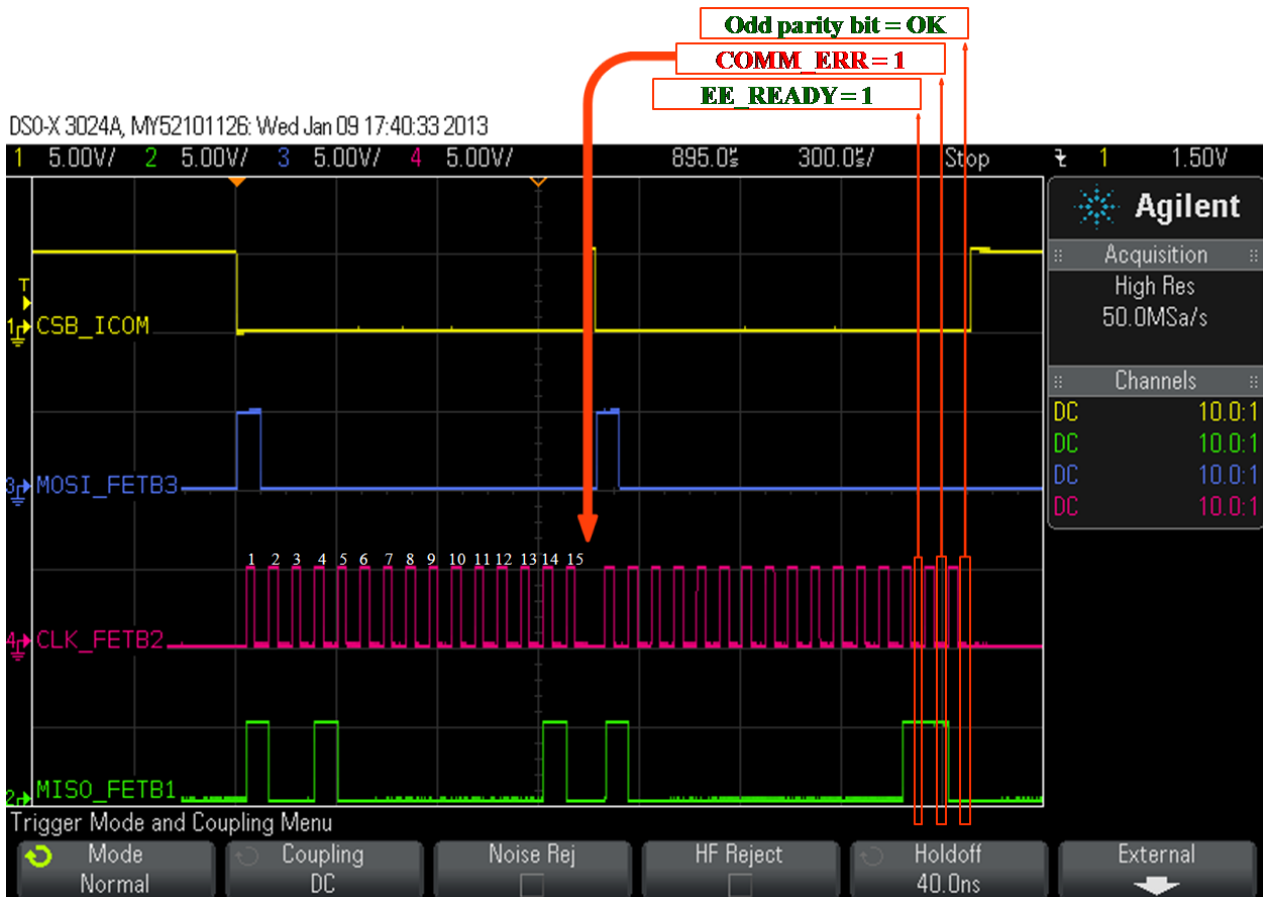 Odd parity bit = OK
COMM_ERR = 1
EE_READY = 1
DSO-X 3024A, MY52101126: Wed Jan 09 17:40:33 2013
1 5.00V/ 2 5.00V/ 3 5.00V/ 4 5.00V/ 895.0µs 300.0µs/ Stop 1 1.50V
Agilent
Acquisition
High Res
50.0MSa/s
Channels
DC 10.0:1
DC 10.0:1
DC 10.0:1
DC 10.0:1
T
1 CSB_ICOM
3 MOSI_FETB3
1 2 3 4 5 6 7 8 9 10 11 12 13 14 15
4 CLK_FETB2
2 MISO_FETB1
Trigger Mode and Coupling Menu
Mode Coupling Noise Rej HF Reject Holdoff External
Normal DC 40.0ns